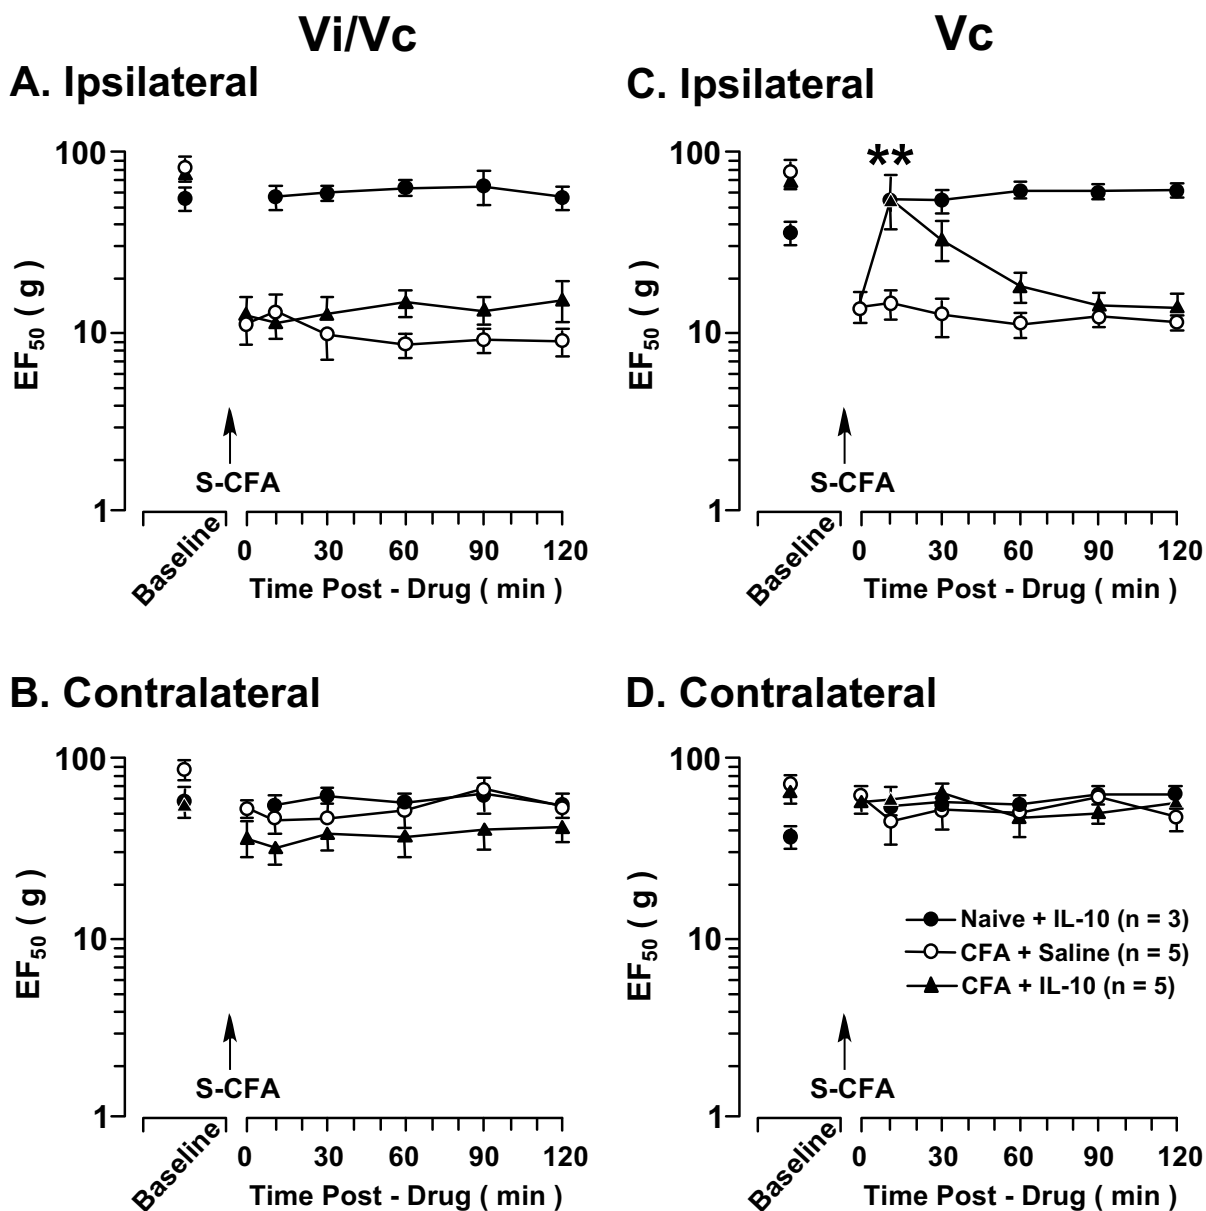 Vi/Vc
A. Ipsilateral
100
10
1
EF50 ( g )
S-CFA
Baseline
0 30 60 90 120
Time Post - Drug ( min )
Vc
C. Ipsilateral
**
100
10
1
EF50 ( g )
S-CFA
Baseline
0 30 60 90 120
Time Post - Drug ( min )
B. Contralateral
100
10
1
EF50 ( g )
S-CFA
Baseline
0 30 60 90 120
Time Post - Drug ( min )
D. Contralateral
100
10
1
EF50 ( g )
Naive + IL-10 (n = 3)
CFA + Saline (n = 5)
CFA + IL-10 (n = 5)
S-CFA
Baseline
0 30 60 90 120
Time Post - Drug ( min )